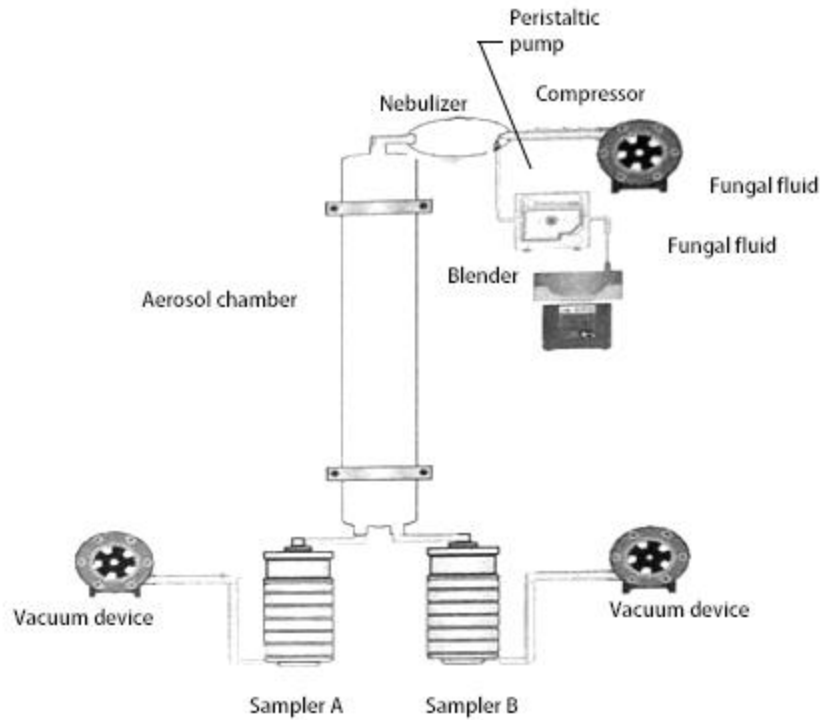 Peristaltic
pump
Nebulizer
Compressor
Fungal fluid
Fungal fluid
Blender
Aerosol chamber
Vacuum device
Vacuum device
Sampler A
Sampler B